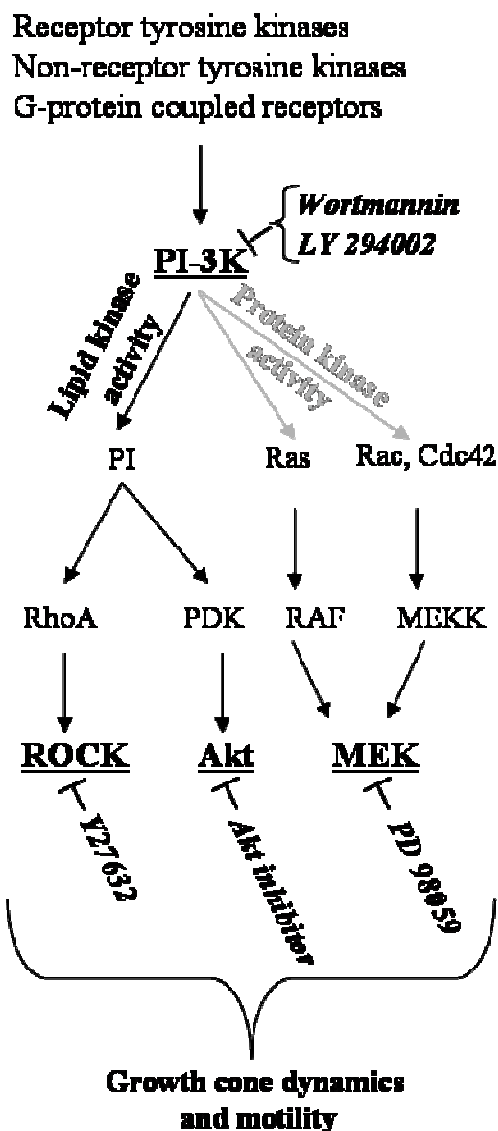 Receptor tyrosine kinases
Non-receptor tyrosine kinases
G-protein coupled receptors
Wortmannin
LY 294002
PI-3K
Lipid kinase
activity
Protein kinase
activity
PI
Ras
Rac, Cdc42
RhoA
PDK
RAF
MEKK
ROCK
Akt
MEK
Y27632
Akt inhibitor
PD 98059
Growth cone dynamics
and motility